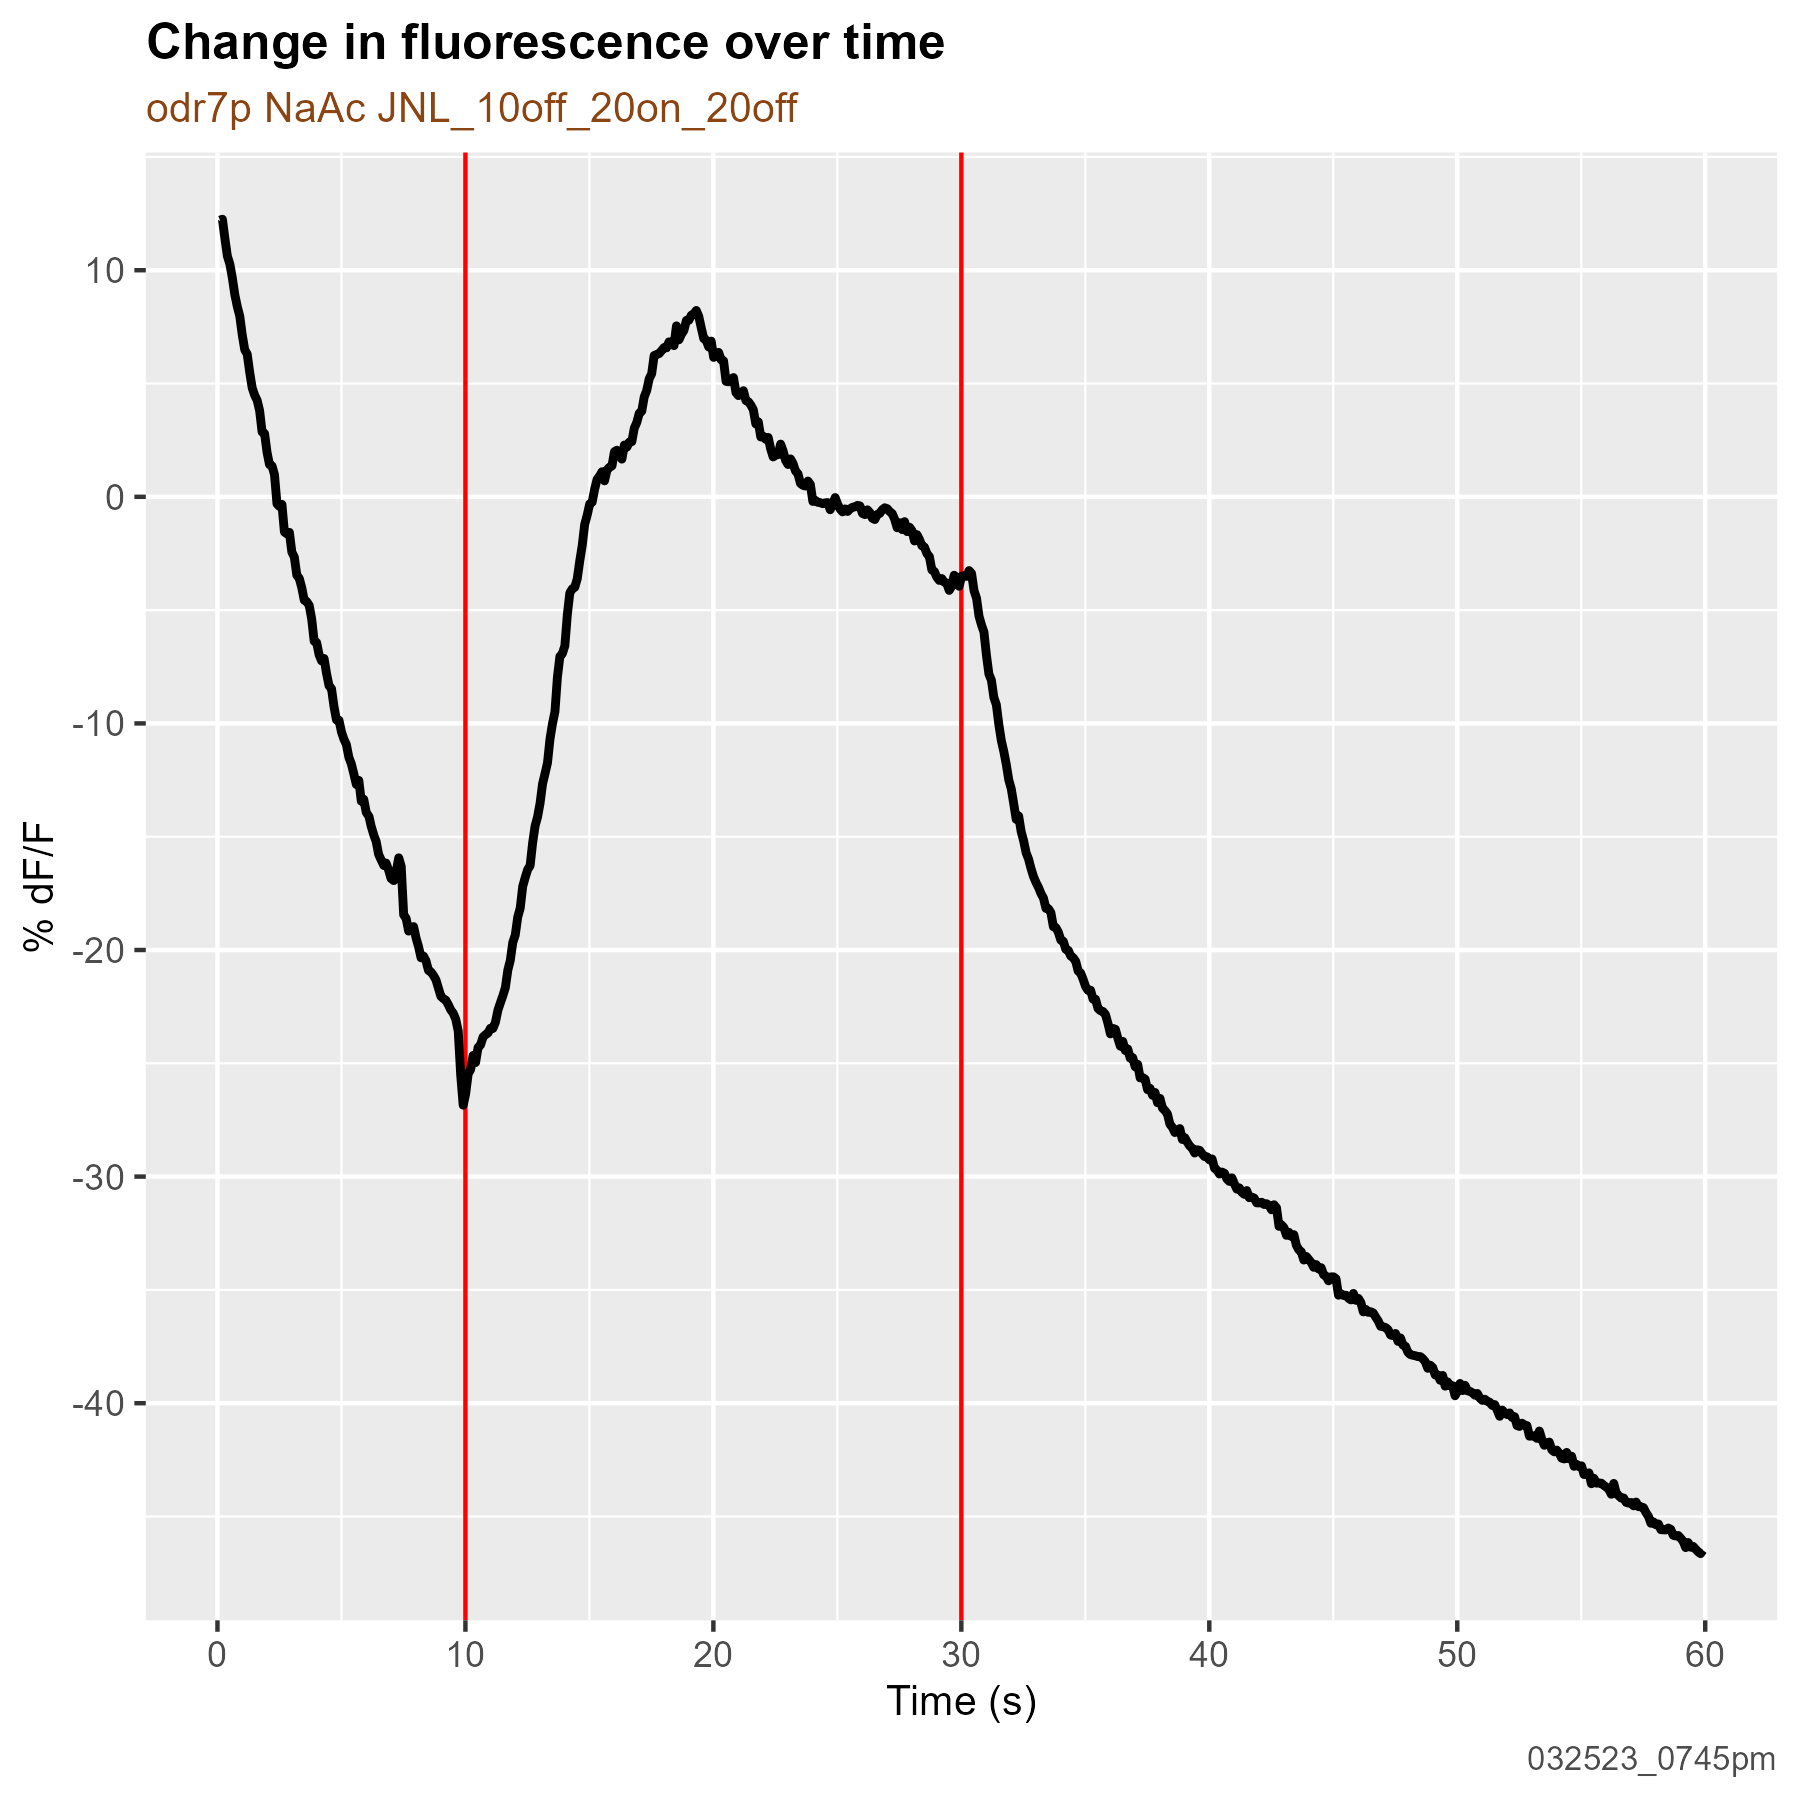 Change in fluorescence over time
odr7p NaAc JNL_10off_20on_20off
10
0
-10
-20
-30
-40
% dF/F
0 10 20 30 40 50 60
Time (s)
032523_0745pm